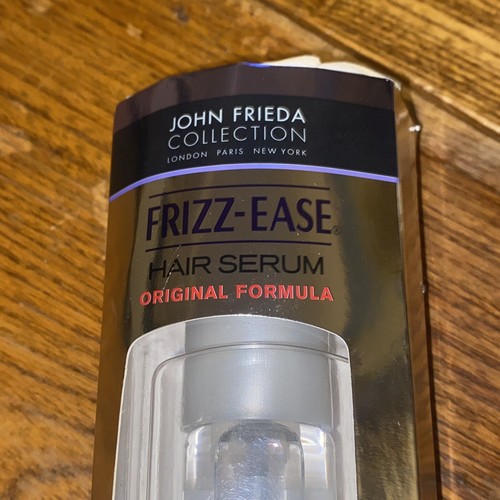 JOHN FRIEDA
COLLECTION
LONDON PARIS NEW YORK
FRIZZ-EASE®
HAIR SERUM
ORIGINAL FORMULA